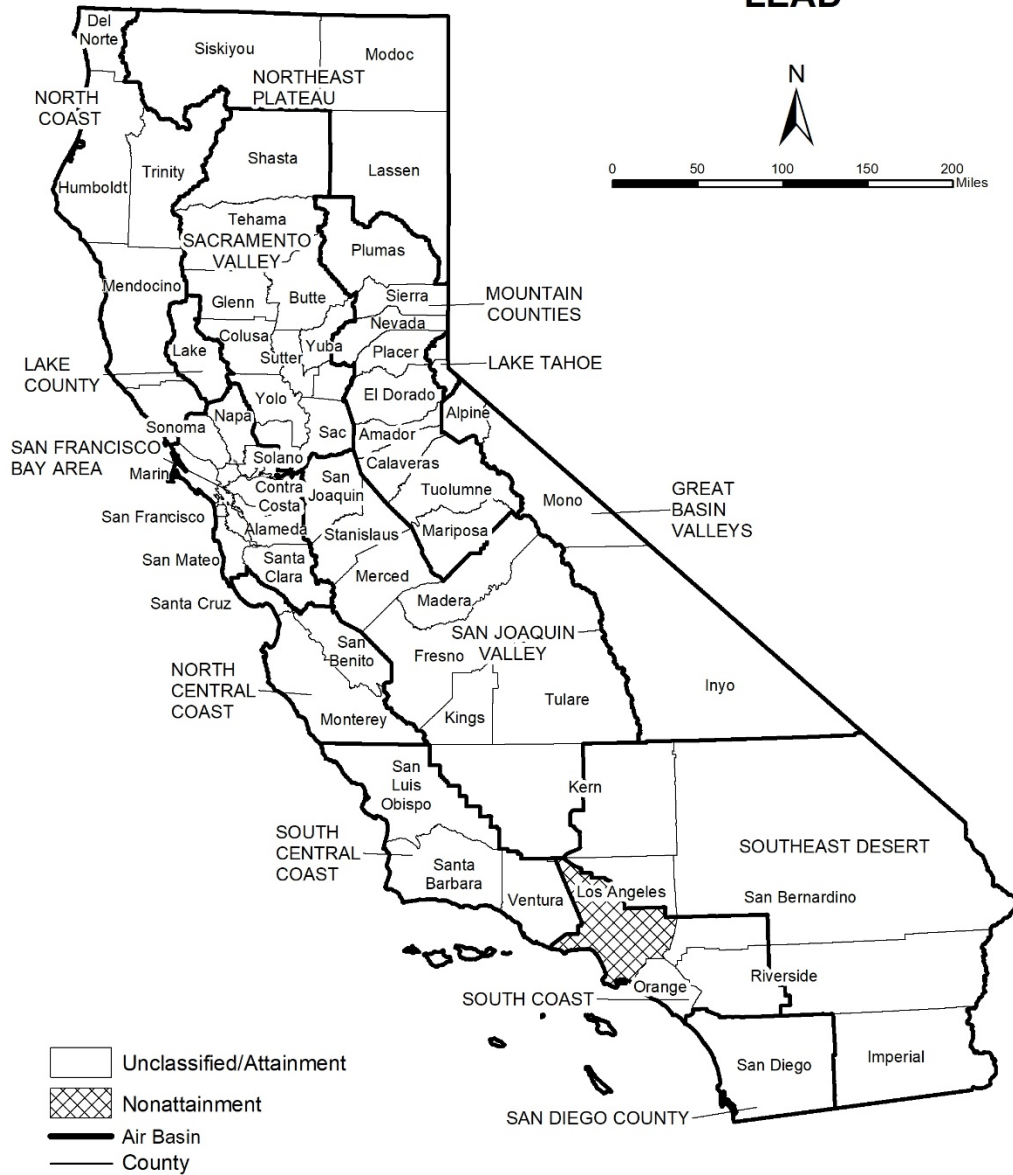 LEAD
Del
Norte
Siskiyou
Modoc
NORTHEAST
PLATEAU
NORTH
COAST
N
Shasta
Trinity
Lassen
Humboldt
0 50 100 150 200
Miles
Tehama
SACRAMENTO
VALLEY
Plumas
Mendocino
Glenn
Butte
Sierra
MOUNTAIN
COUNTIES
Nevada
Colusa
Yuba
Sutter
Lake
Placer
LAKE TAHOE
LAKE
COUNTY
El Dorado
Yolo
Napa
Alpine
Sonoma
Sac
Amador
SAN FRANCISCO
BAY AREA
Solano
Calaveras
Marin
San
Joaquin
Contra
Costa
Tuolumne
Mono
GREAT
BASIN
VALLEYS
San Francisco
Alameda
Stanislaus
Mariposa
San Mateo
Santa
Clara
Merced
Santa Cruz
Madera
SAN JOAQUIN
VALLEY
San
Benito
Fresno
NORTH
CENTRAL
COAST
Inyo
Tulare
Monterey
Kings
San
Luis
Obispo
Kern
SOUTH
CENTRAL
COAST
SOUTHEAST DESERT
Santa
Barbara
Ventura
Los Angeles
San Bernardino
Riverside
Orange
SOUTH COAST
San Diego
Imperial
SAN DIEGO COUNTY
Unclassified/Attainment
Nonattainment
Air Basin
County